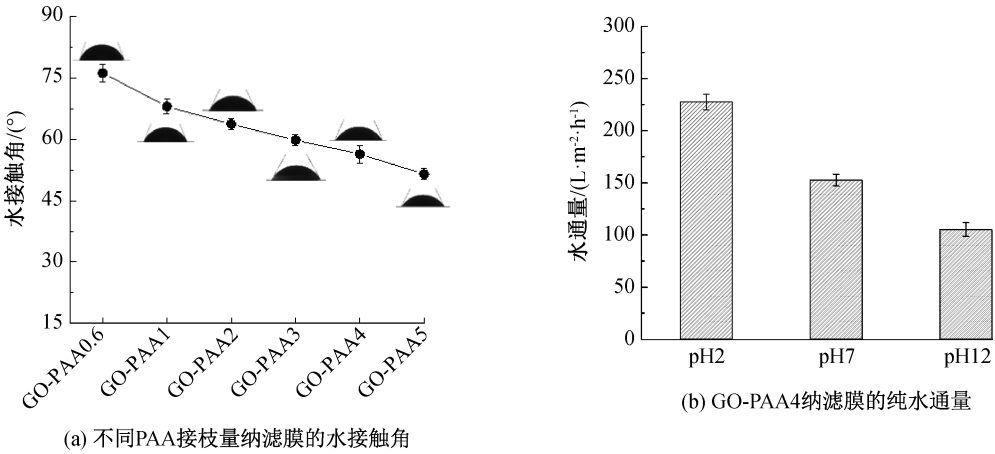 90
75
60
45
30
15
水接触角/(°)
GO-PAA0.6
GO-PAA1
GO-PAA2
GO-PAA3
GO-PAA4
GO-PAA5
(a) 不同PAA接枝量纳滤膜的水接触角
300
250
200
150
100
50
0
水通量/(L·m⁻²·h⁻¹)
pH2
pH7
pH12
(b) GO-PAA4纳滤膜的纯水通量